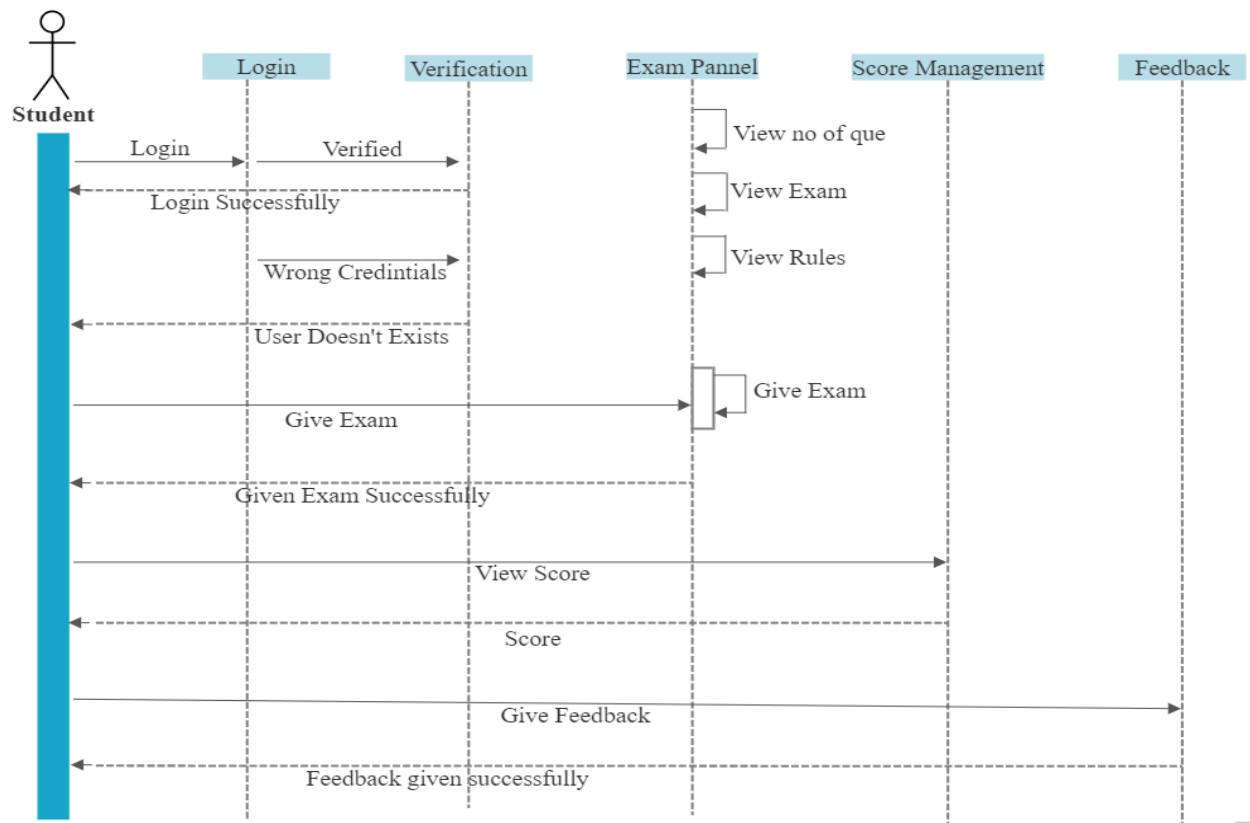 Student
Login
Verification
Exam Pannel
Score Management
Feedback
View no of que
Login
Verified
View Exam
Login Successfully
View Rules
Wrong Credintials
User Doesn't Exists
Give Exam
Give Exam
Given Exam Successfully
View Score
Score
Give Feedback
Feedback given successfully